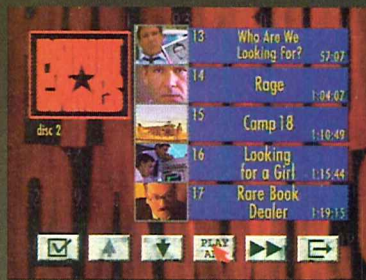 13 Who Are We
Looking For? 57:07
14 Rage 1:04:07
15 Camp 18 1:10:49
16 Looking
for a Girl 1:15:44
17 Rare Book
Dealer 1:19:15
disc 2
PLAY